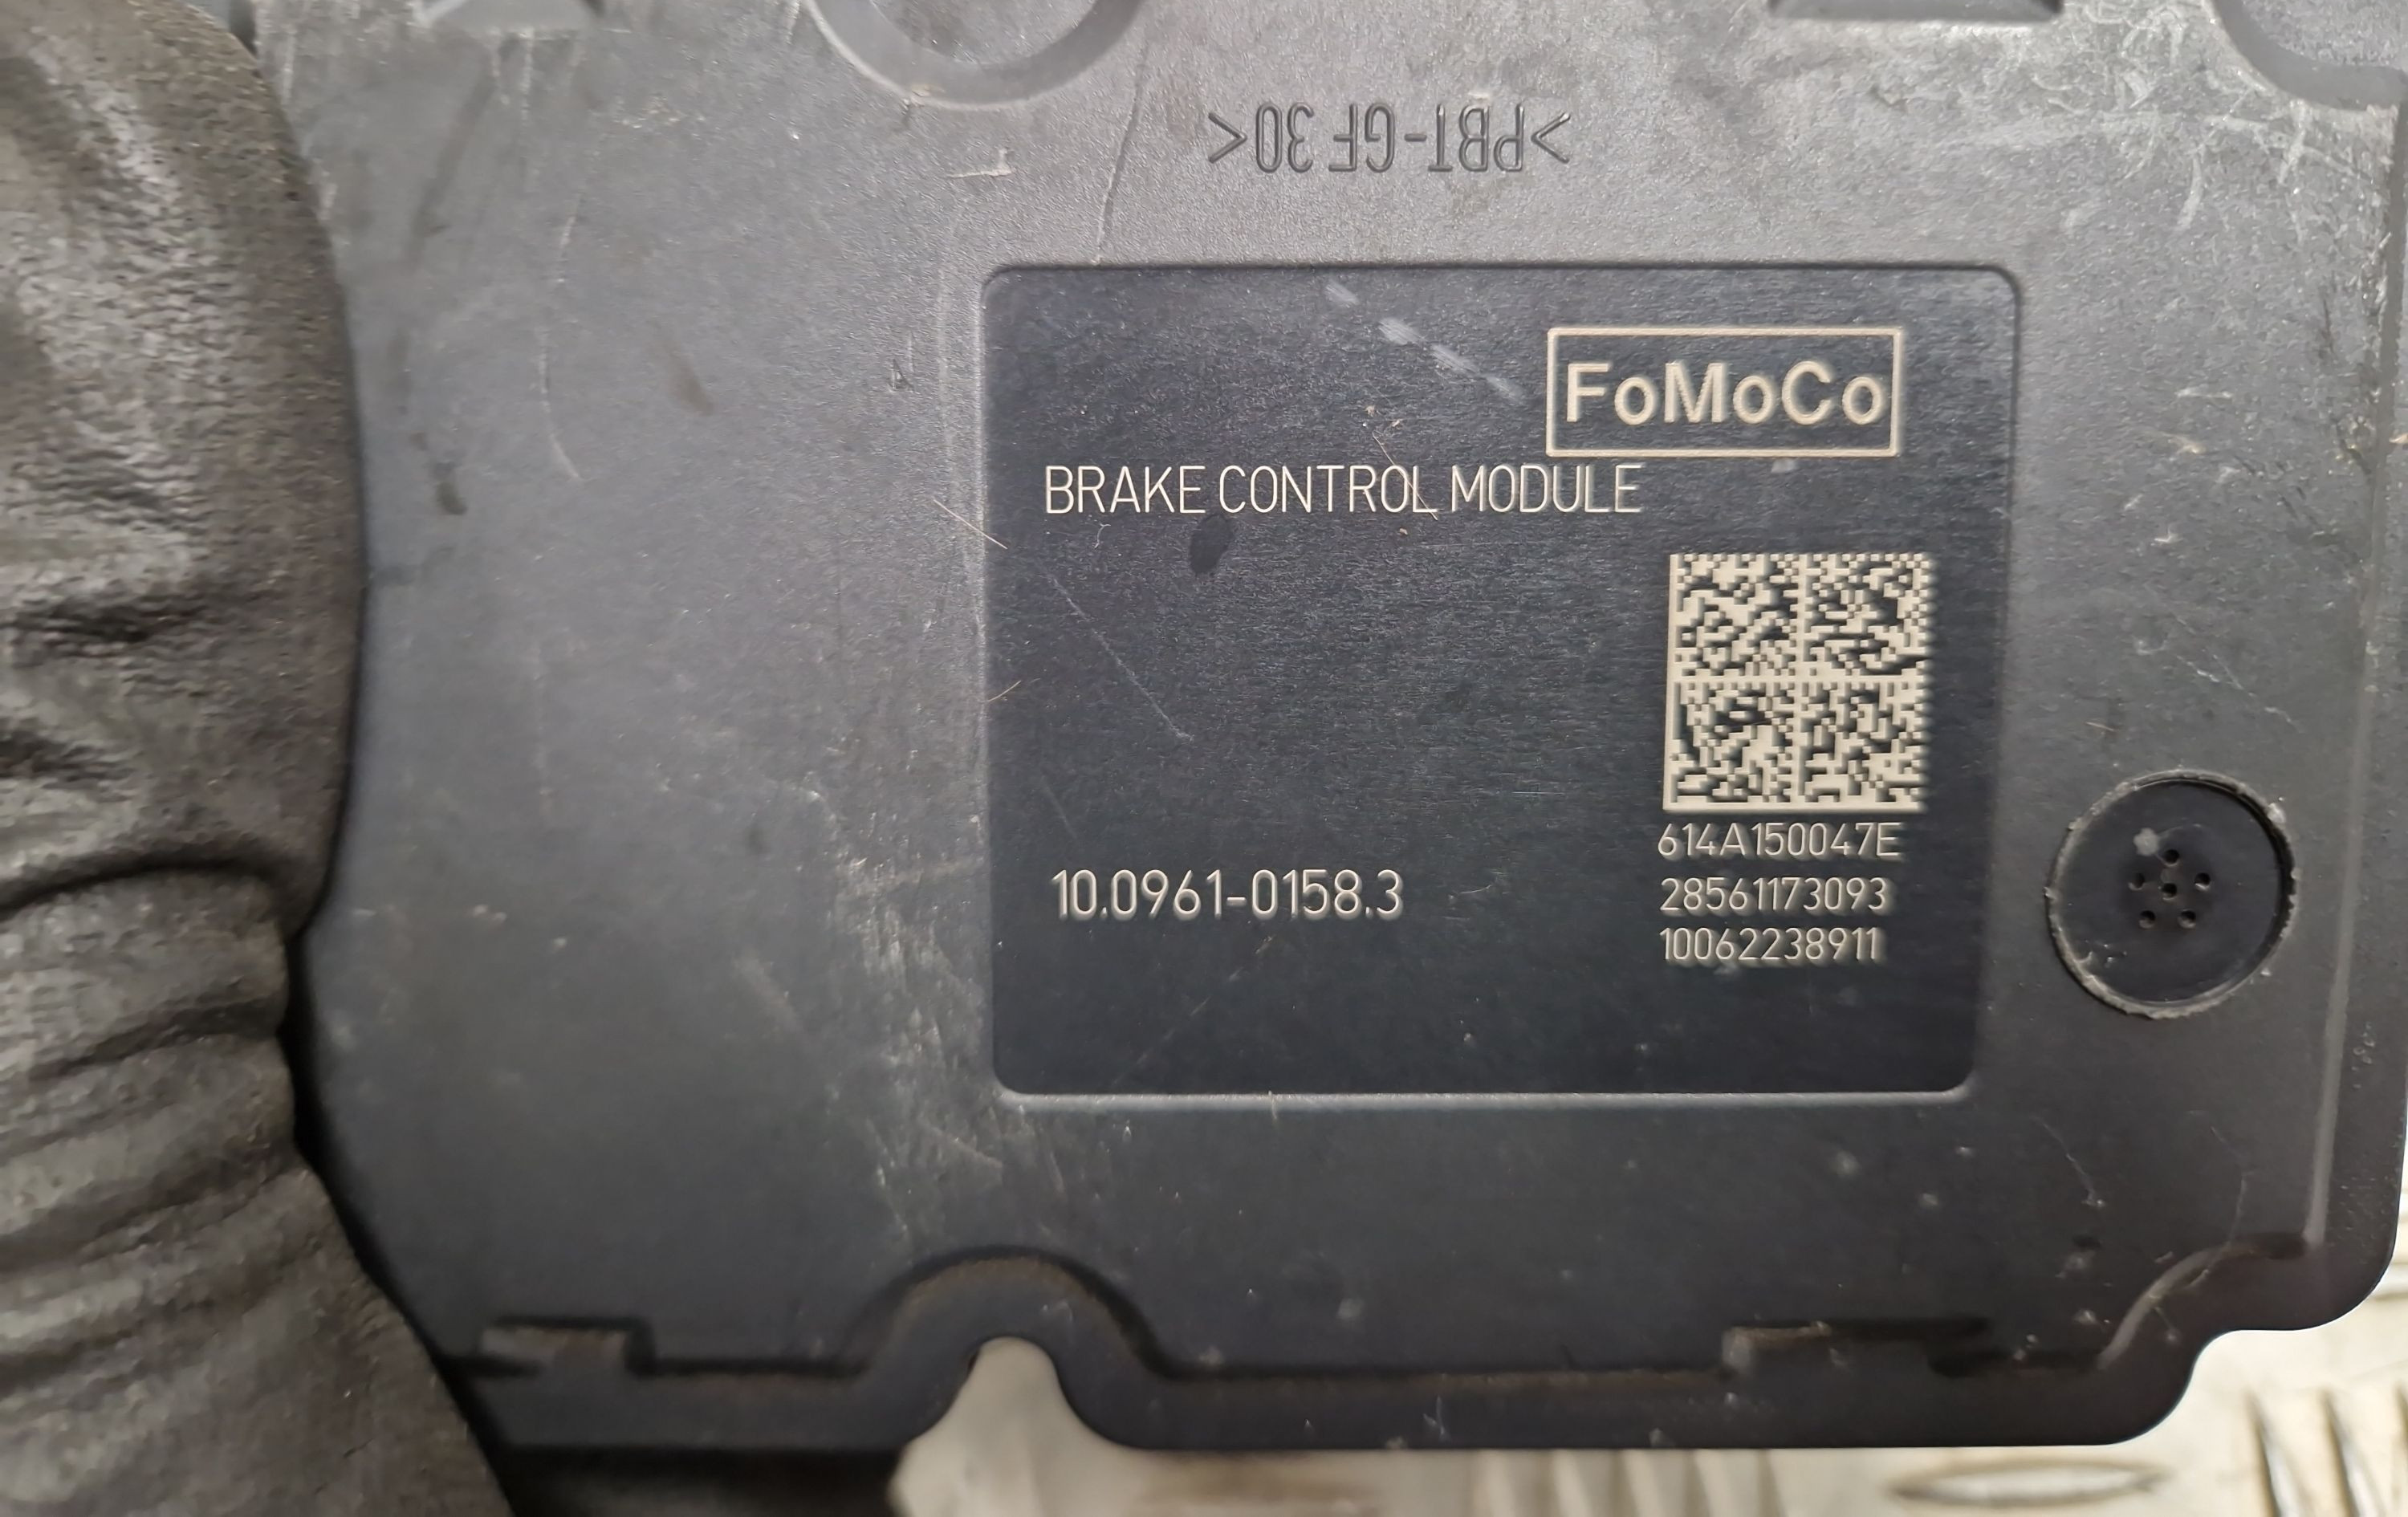 >PBT-GF 30<
FoMoCo
BRAKE CONTROL MODULE
614A150047E
10.0961-0158.3
28561173093
10062238911